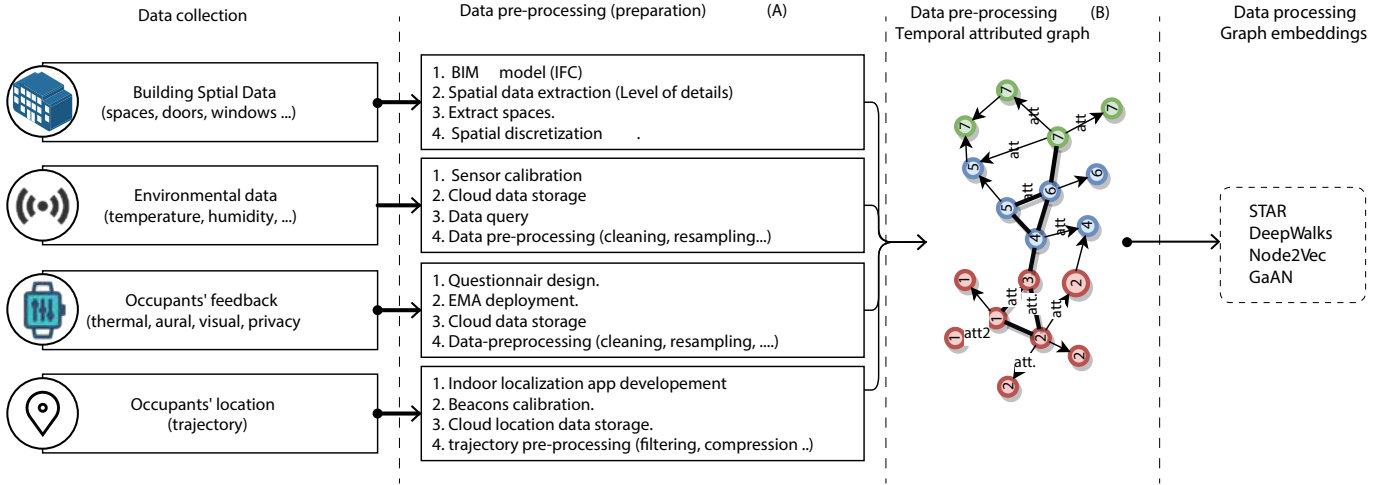 Data collection
Data pre-processing (preparation) (A)
Data pre-processing (B)
Temporal attributed graph
Data processing
Graph embeddings
Building Sptial Data
(spaces, doors, windows ...)
1. BIM model (IFC)
2. Spatial data extraction (Level of details)
3. Extract spaces.
4. Spatial discretization .
Environmental data
(temperature, humidity, ...)
1. Sensor calibration
2. Cloud data storage
3. Data query
4. Data pre-processing (cleaning, resampling...)
Occupants' feedback
(thermal, aural, visual, privacy
1. Questionnair design.
2. EMA deployment.
3. Cloud data storage
4. Data-preprocessing (cleaning, resampling, ....)
Occupants' location
(trajectory)
1. Indoor localization app developement
2. Beacons calibration.
3. Cloud location data storage.
4. trajectory pre-processing (filtering, compression ..)
7
7
7
7
att
att
att
5
6
6
5
att
4
4
att
3
2
1
att
att.
att
1
1
att2
2
2
att.
2
STAR
DeepWalks
Node2Vec
GaAN